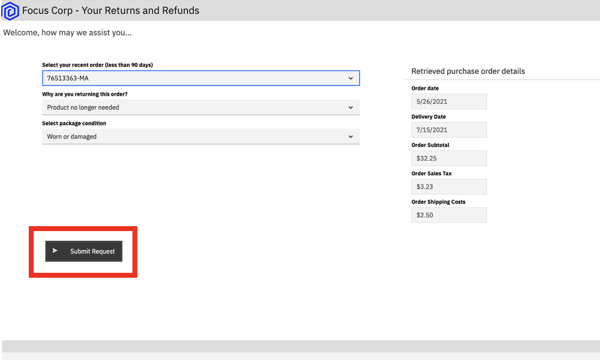 Focus Corp - Your Returns and Refunds
Welcome, how may we assist you...
Select your recent order (less than 90 days)
76513363-MA
Why are you returning this order?
Product no longer needed
Select package condition
Worn or damaged
Submit Request
Retrieved purchase order details
Order date
5/26/2021
Delivery Date
7/15/2021
Order Subtotal
$32.25
Order Sales Tax
$3.23
Order Shipping Costs
$2.50